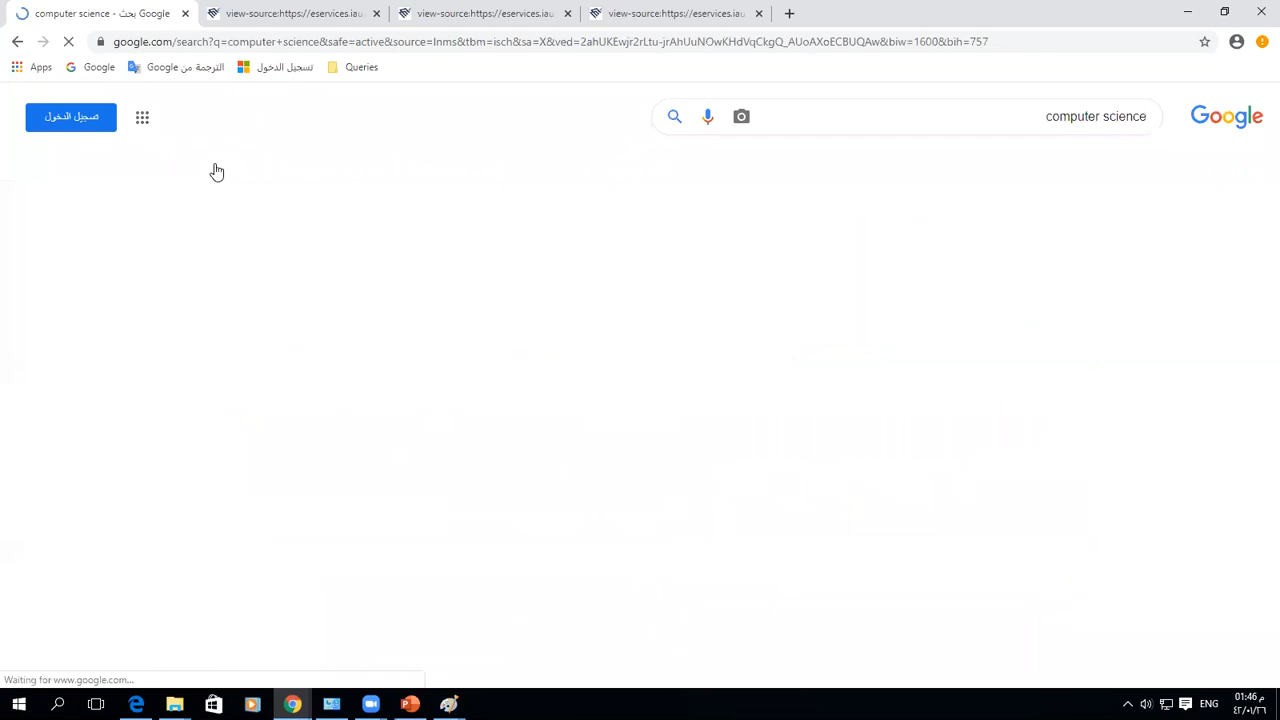 computer science - بحث Google
view-source:https://eservices.iau
view-source:https://eservices.iau
view-source:https://eservices.iau
google.com/search?q=computer+science&safe=active&source=lnms&tbm=isch&sa=X&ved=2ahUKEwjr2rLtu-jrAhUuNOwKHdVqCkgQ_AUoAXoECBUQAw&biw=1600&bih=757
Apps
Google
الترجمة من Google
تسجيل الدخول
Queries
تسجيل الدخول
computer science
Google
Waiting for www.google.com...
ENG
01:46 م
٤٢/٠١/٢٦